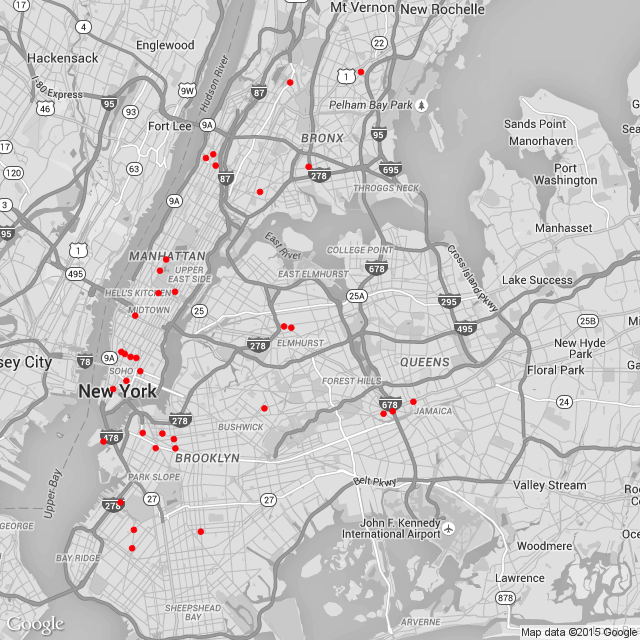 17
Mt Vernon
New Rochelle
4
Englewood
22
Hackensack
1
I-80 Express
Hudson River
87
9W
95
46
Pelham Bay Park
93
Fort Lee
9A
Sands Point
Sea
Manorhaven
BRONX
95
17
63
695
Port
Washington
120
87
278
THROGGS NECK
9A
3
Manhasset
95
1
East River
COLLEGE POINT
MANHATTAN
UPPER
EAST SIDE
678
Cross Island Pkwy
495
EAST ELMHURST
Lake Success
HELL'S KITCHEN
25A
295
MIDTOWN
25
25B
Mi
495
278
ELMHURST
New Hyde
Park
sey City
78
9A
QUEENS
Floral Park
Ga
SOHO
FOREST HILLS
New York
678
24
278
JAMAICA
BUSHWICK
478
BROOKLYN
PARK SLOPE
Belt Pkwy
Valley Stream
Upper Bay
27
27
Ro
C
278
GEORGE
John F. Kennedy
International Airport
Oce
BAY RIDGE
Woodmere
Lawrence
878
SHEEPSHEAD
BAY
ARVERNE
Google
Map data ©2015 Google